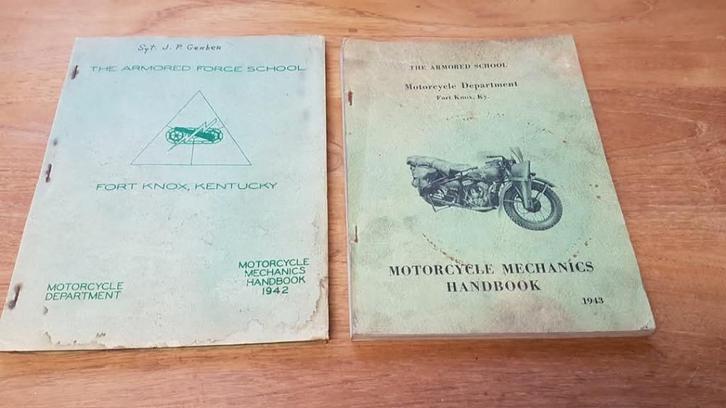 Sgt. J. P. Gerber
THE ARMORED FORCE SCHOOL
FORT KNOX, KENTUCKY
MOTORCYCLE
DEPARTMENT
MOTORCYCLE
MECHANICS
HANDBOOK
1942
THE ARMORED SCHOOL
Motorcycle Department
Fort Knox, Ky.
MOTORCYCLE MECHANICS
HANDBOOK
1943